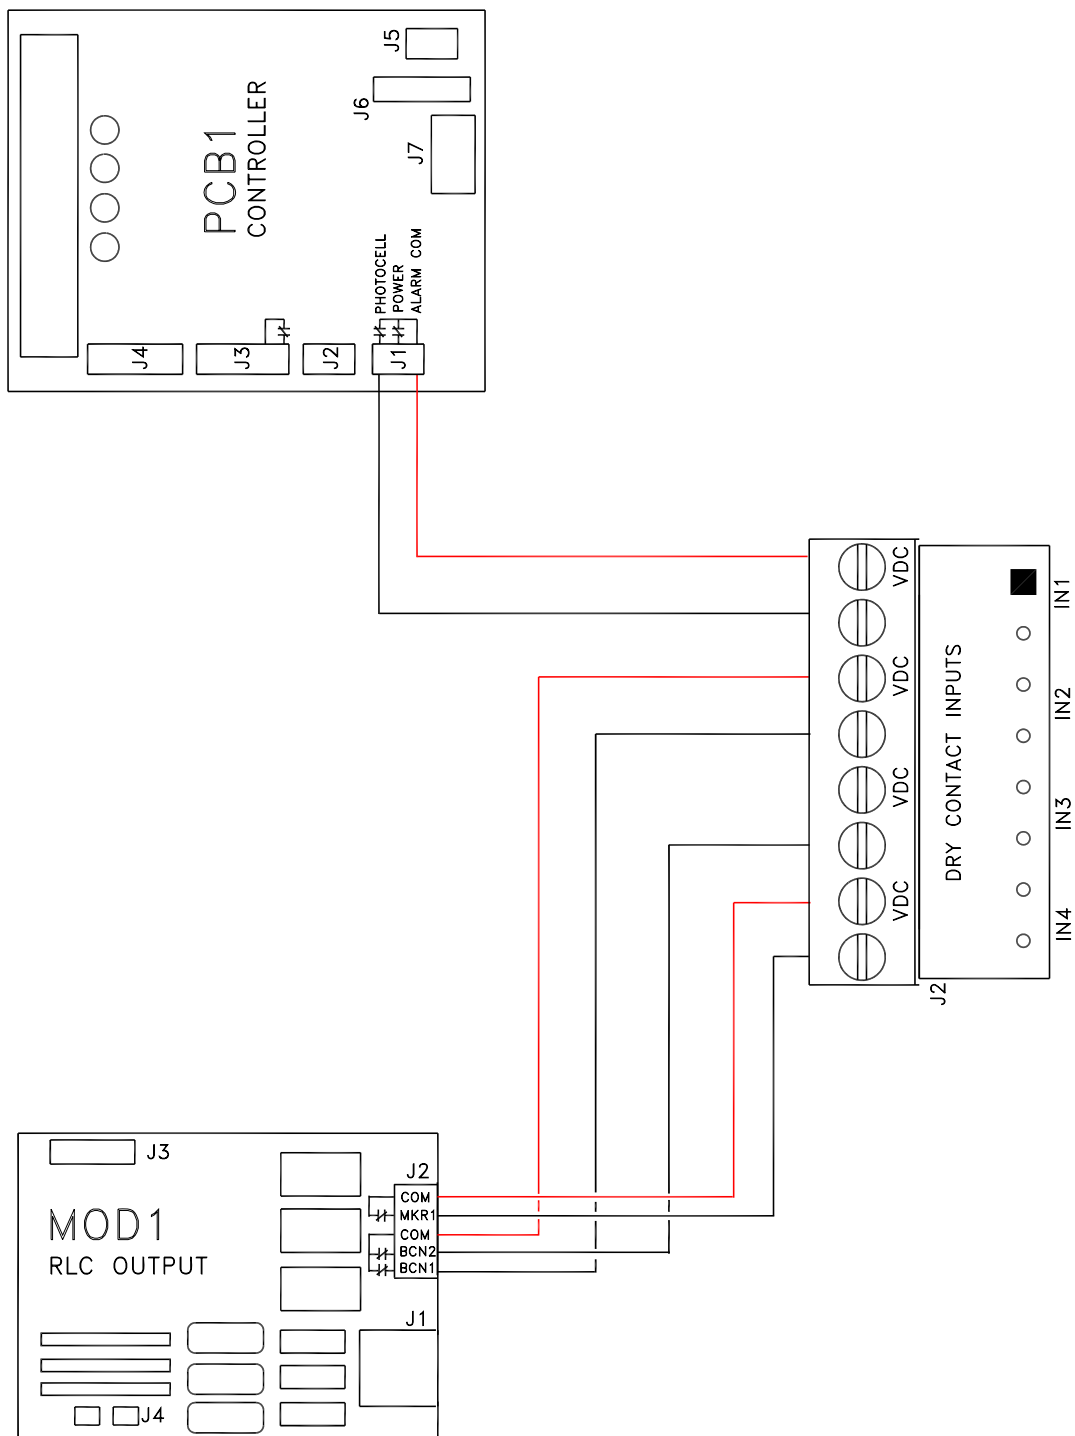 J5
J6
J7
PCB1
CONTROLLER
PHOTOCELL
POWER
ALARM COM
J4
J3
J2
J1
VDC
VDC
VDC
VDC
DRY CONTACT INPUTS
IN1
IN2
IN3
IN4
J2
J3
J2
COM
MKR1
COM
BCN2
BCN1
MOD1
RLC OUTPUT
J1
J4